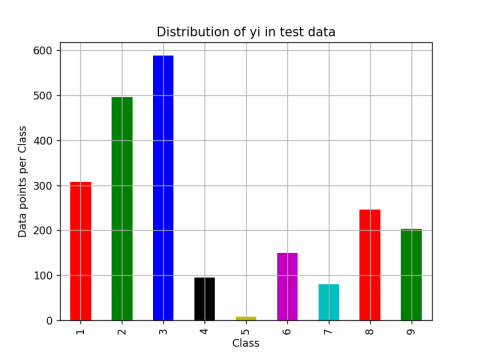 Distribution of yi in test data
Data points per Class
600
500
400
300
200
100
0
1 2 3 4 5 6 7 8 9
Class